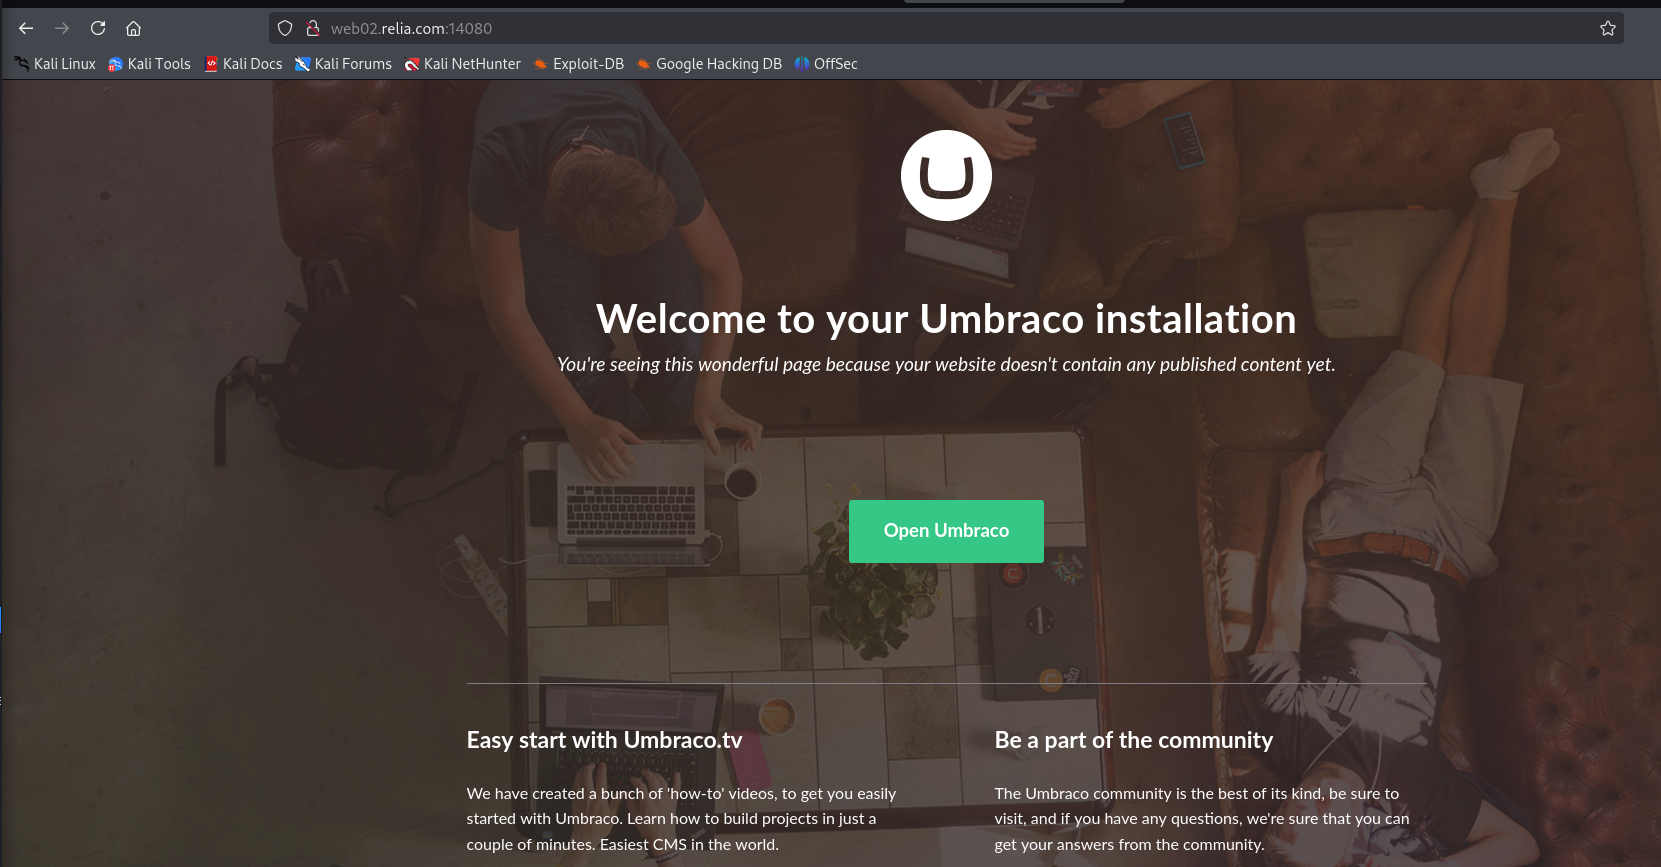 web02.relia.com:14080
Kali Linux Kali Tools Kali Docs Kali Forums Kali NetHunter Exploit-DB Google Hacking DB OffSec
Welcome to your Umbraco installation
You're seeing this wonderful page because your website doesn't contain any published content yet.
Open Umbraco
Easy start with Umbraco.tv
We have created a bunch of 'how-to' videos, to get you easily
started with Umbraco. Learn how to build projects in just a
couple of minutes. Easiest CMS in the world.
Be a part of the community
The Umbraco community is the best of its kind, be sure to
visit, and if you have any questions, we're sure that you can
get your answers from the community.